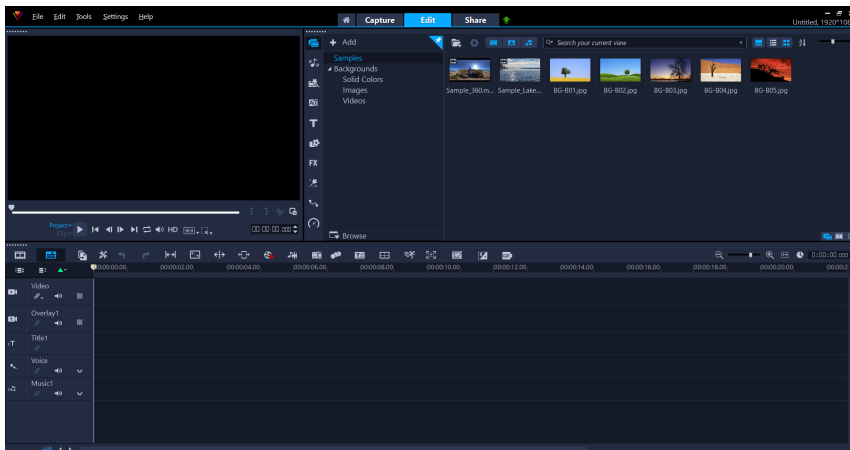 File Edit Tools Settings Help
Capture Edit Share
Untitled, 1920*108
Add
Search your current view
Samples
Backgrounds
Solid Colors
Images
Videos
Sample_360.m... Sample_Lake... BG-B01.jpg BG-B02.jpg BG-B03.jpg BG-B04.jpg BG-B05.jpg
T
FX
Browse
Project
Clip
HD
00:00:00:000
0:00:00:000
00:00:00.00 00:00:02.00 00:00:04.00 00:00:06.00 00:00:08.00 00:00:10.00 00:00:12.00 00:00:14.00 00:00:16.00 00:00:18.00 00:00:20.00 00:00:2
Video
Overlay1
Title1
Voice
Music1